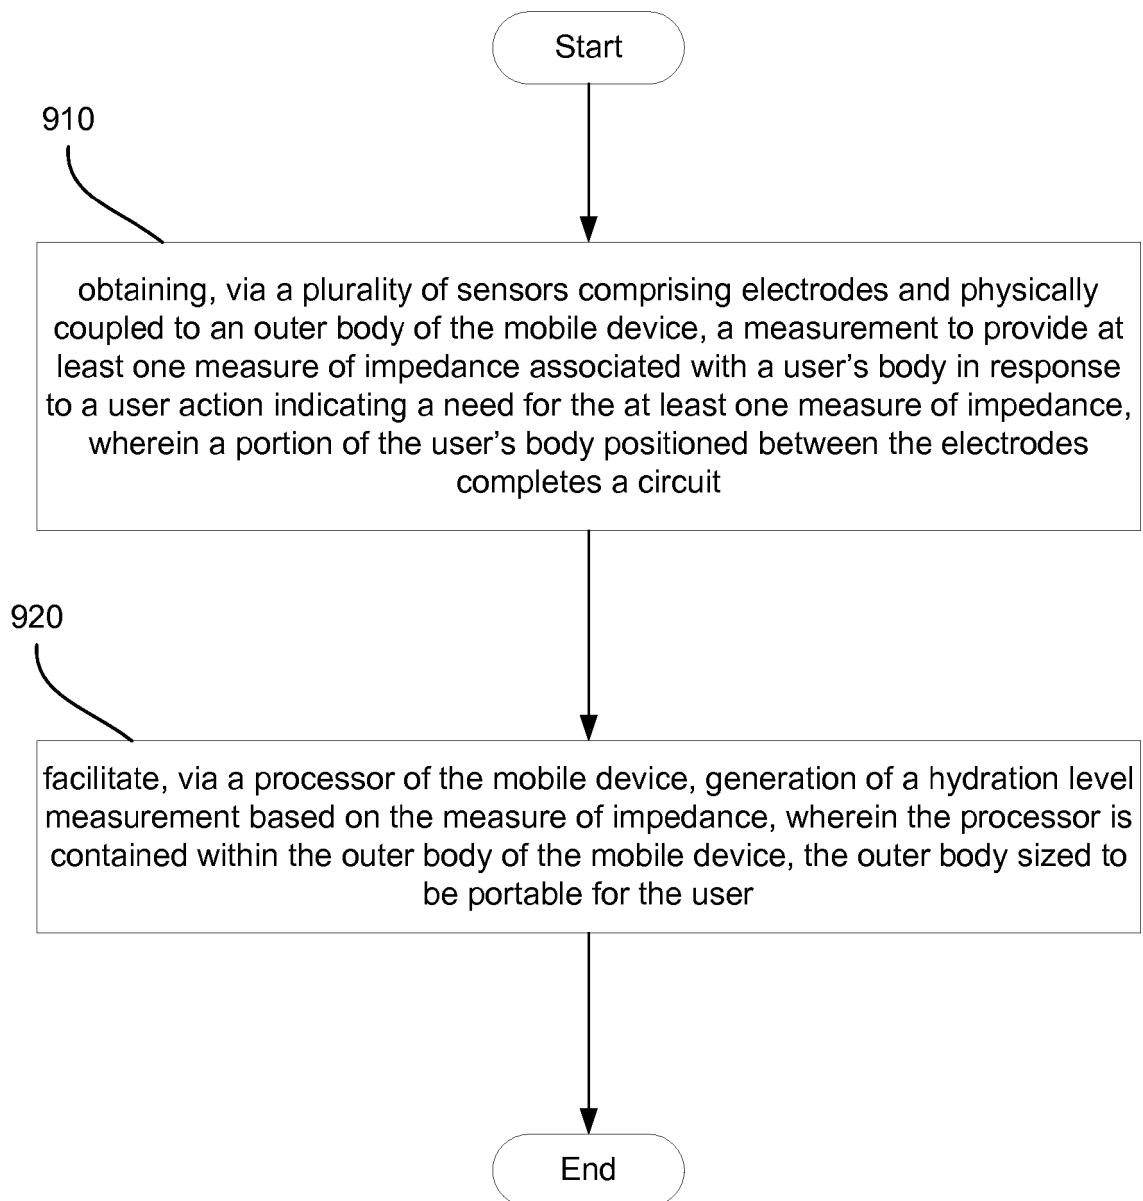 Start
910
obtaining, via a plurality of sensors comprising electrodes and physically
coupled to an outer body of the mobile device, a measurement to provide at
least one measure of impedance associated with a user’s body in response
to a user action indicating a need for the at least one measure of impedance,
wherein a portion of the user’s body positioned between the electrodes
completes a circuit
920
facilitate, via a processor of the mobile device, generation of a hydration level
measurement based on the measure of impedance, wherein the processor is
contained within the outer body of the mobile device, the outer body sized to
be portable for the user
End